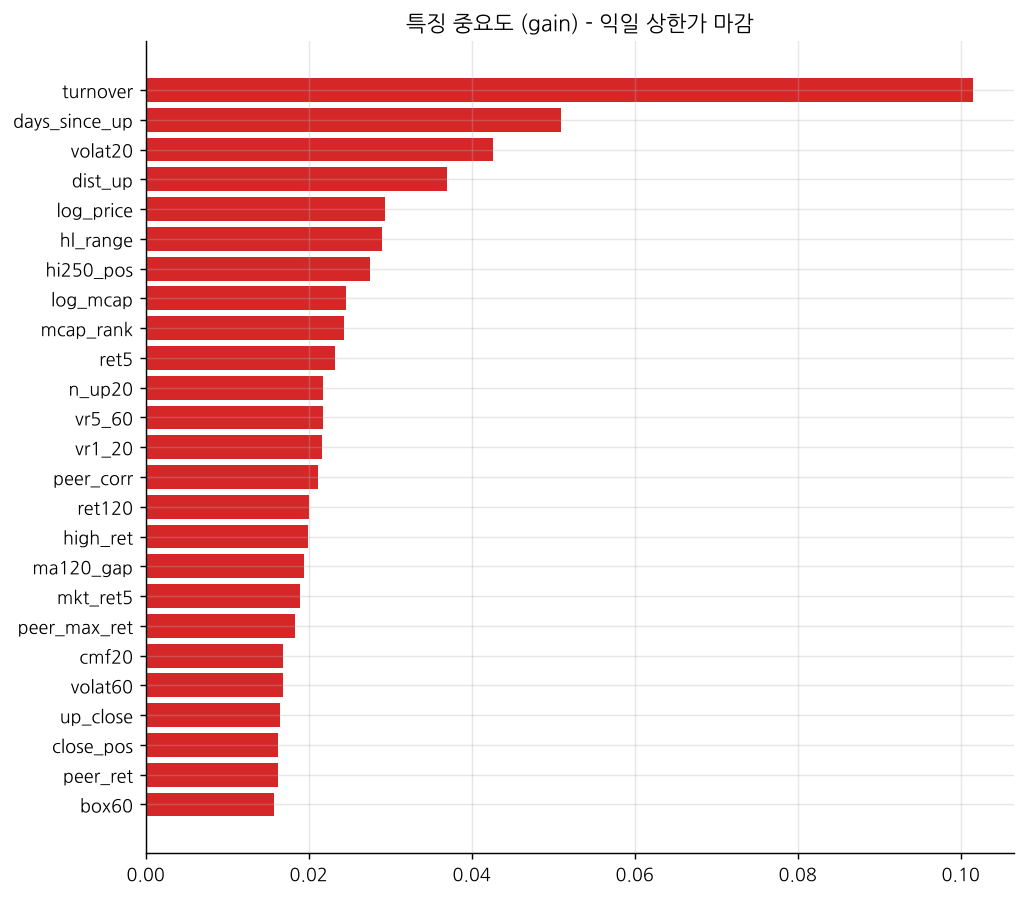 특징 중요도 (gain) - 익일 상한가 마감
turnover
days_since_up
volat20
dist_up
log_price
hl_range
hi250_pos
log_mcap
mcap_rank
ret5
n_up20
vr5_60
vr1_20
peer_corr
ret120
high_ret
ma120_gap
mkt_ret5
peer_max_ret
cmf20
volat60
up_close
close_pos
peer_ret
box60
0.00 0.02 0.04 0.06 0.08 0.10